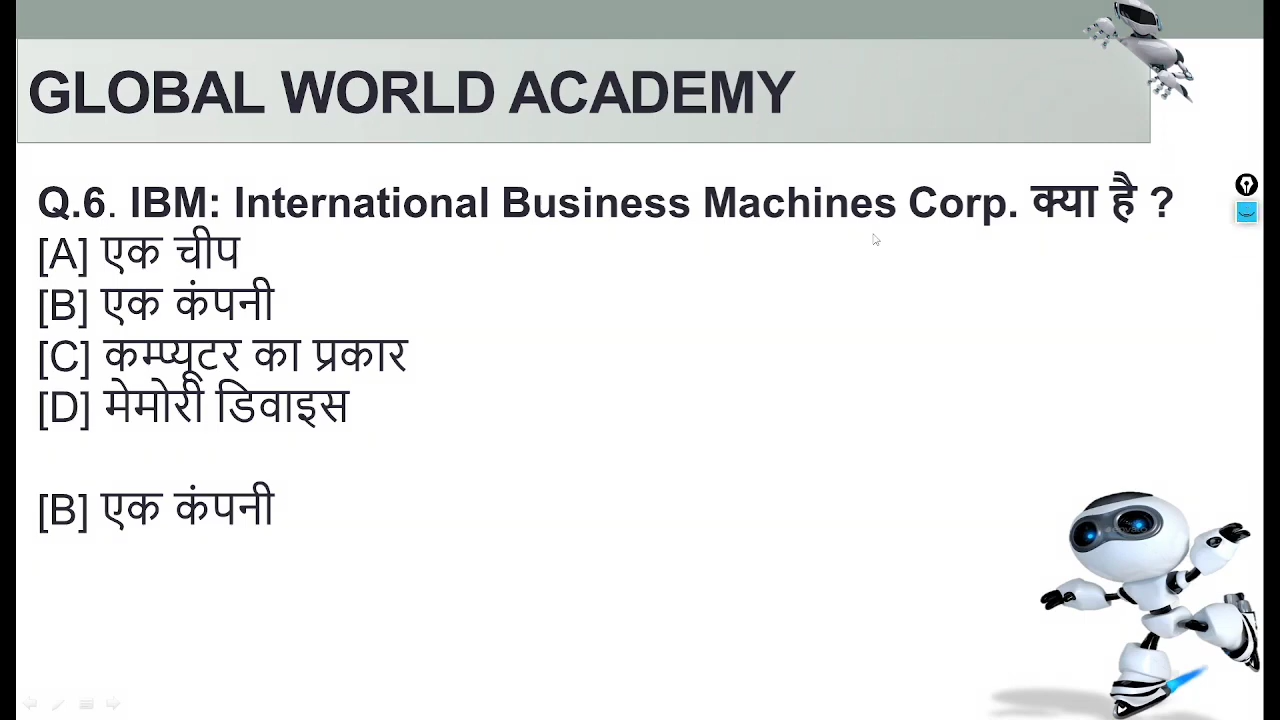 GLOBAL WORLD ACADEMY
Q.6. IBM: International Business Machines Corp. क्या है ?
[A] एक चीप
[B] एक कंपनी
[C] कम्प्यूटर का प्रकार
[D] मेमोरी डिवाइस
[B] एक कंपनी